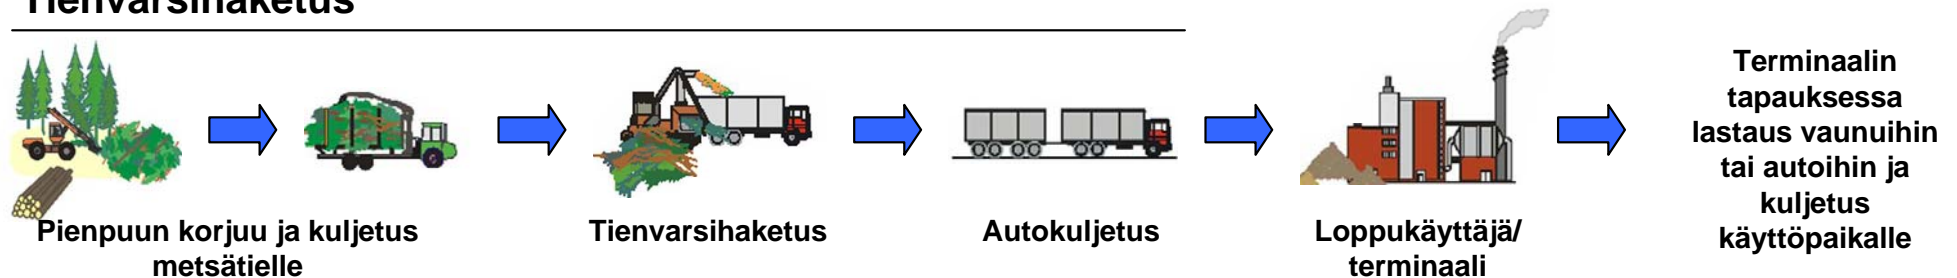 Tienvarsihaketus
Pienpuun korjuu ja kuljetus
metsätielle
Tienvarsihaketus
Autokuljetus
Loppukäyttäjä/
terminaali
Terminaalin
tapauksessa
lastaus vaunuihin
tai autoihin ja
kuljetus
käyttöpaikalle